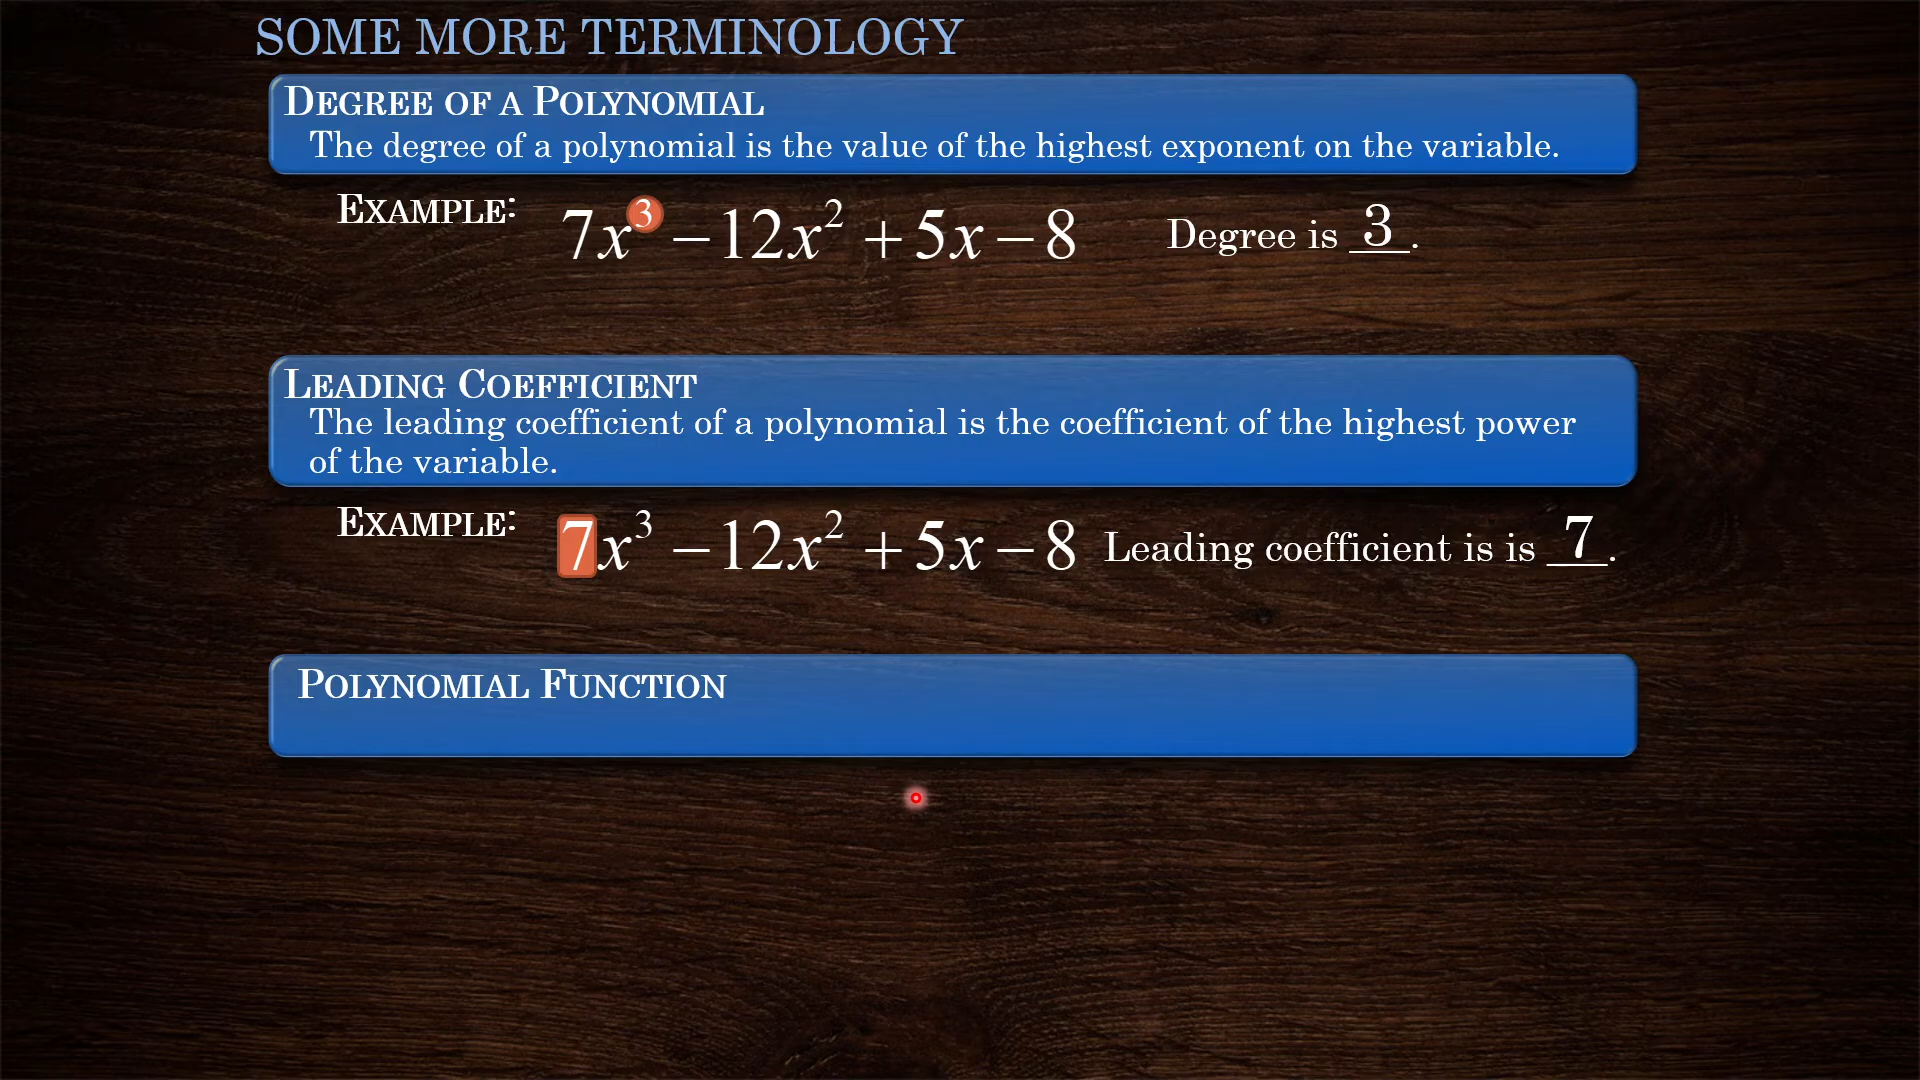 SOME MORE TERMINOLOGY
DEGREE OF A POLYNOMIAL
The degree of a polynomial is the value of the highest exponent on the variable.
EXAMPLE: 7x³ − 12x² + 5x − 8 Degree is 3.
LEADING COEFFICIENT
The leading coefficient of a polynomial is the coefficient of the highest power
of the variable.
EXAMPLE: 7x³ − 12x² + 5x − 8 Leading coefficient is is 7.
POLYNOMIAL FUNCTION